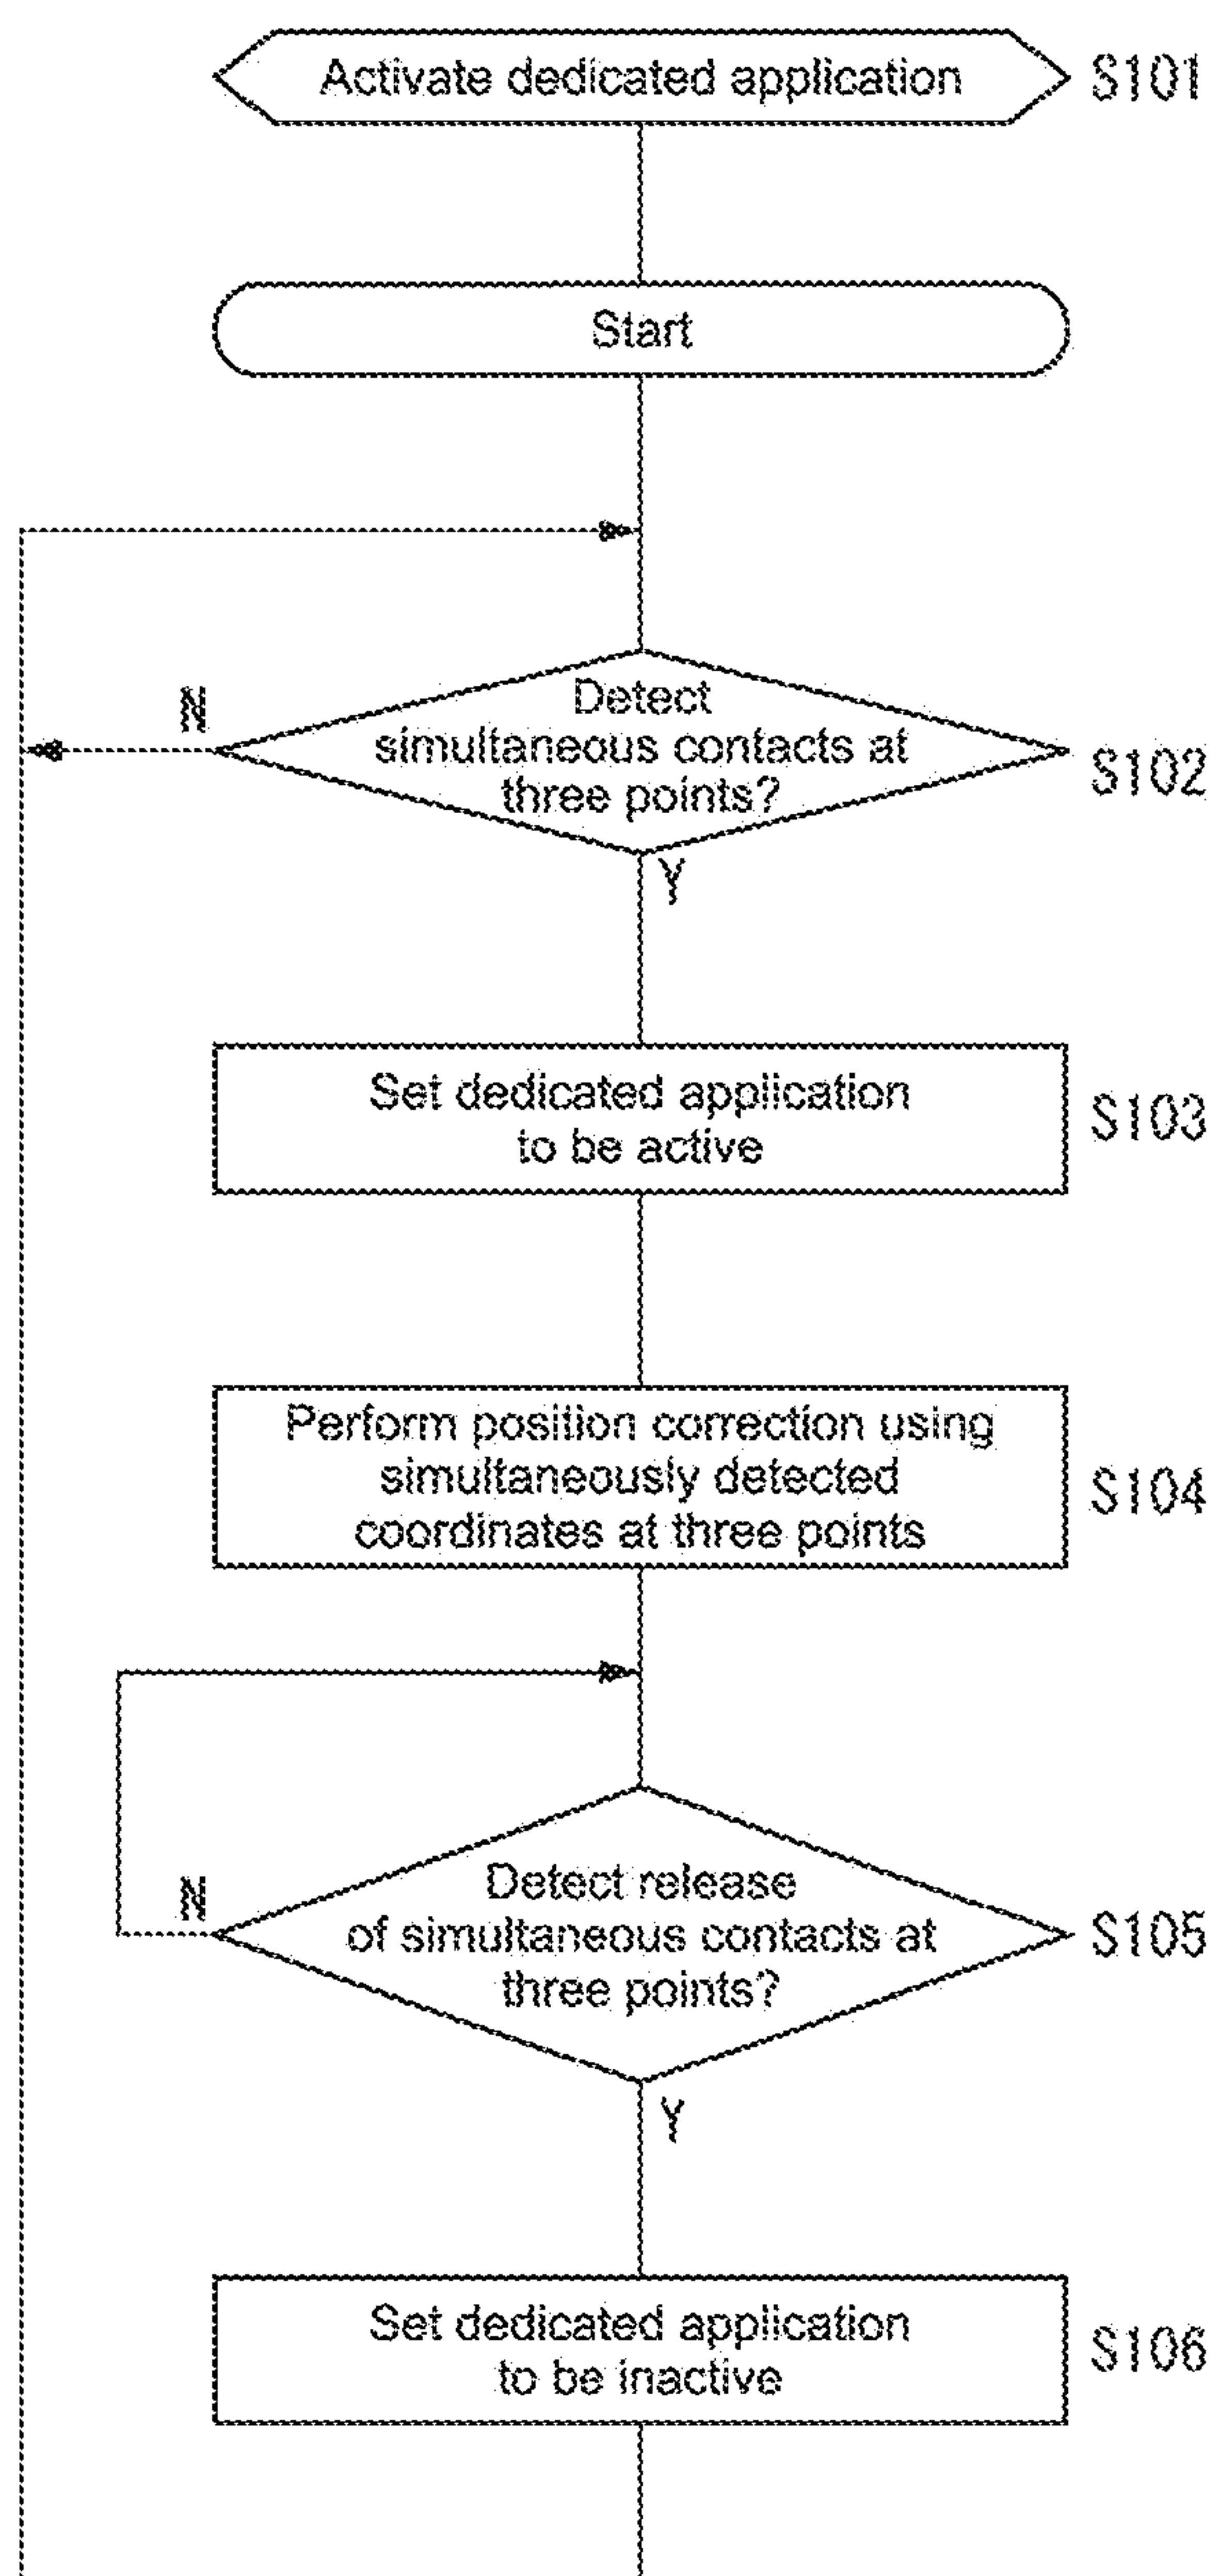 Activate dedicated application
S101
Start
N
Detect
simultaneous contacts at
three points?
S102
Y
Set dedicated application
to be active
S103
Perform position correction using
simultaneously detected
coordinates at three points
S104
N
Detect release
of simultaneous contacts at
three points?
S105
Y
Set dedicated application
to be inactive
S106